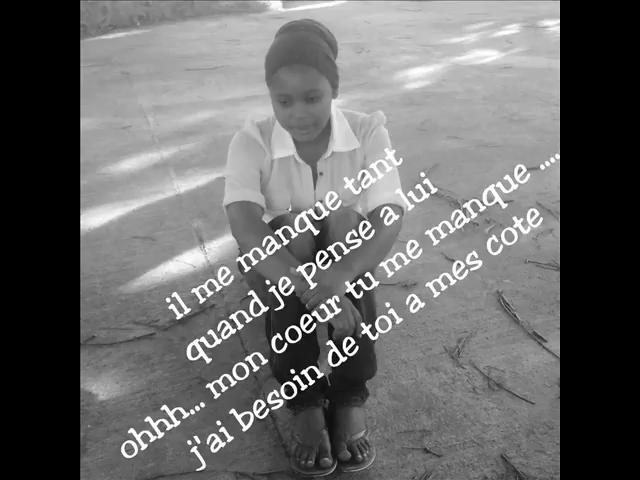 il me manque tant
quand je pense a lui
ohhh... mon coeur tu me manque ....
j'ai besoin de toi a mes cote